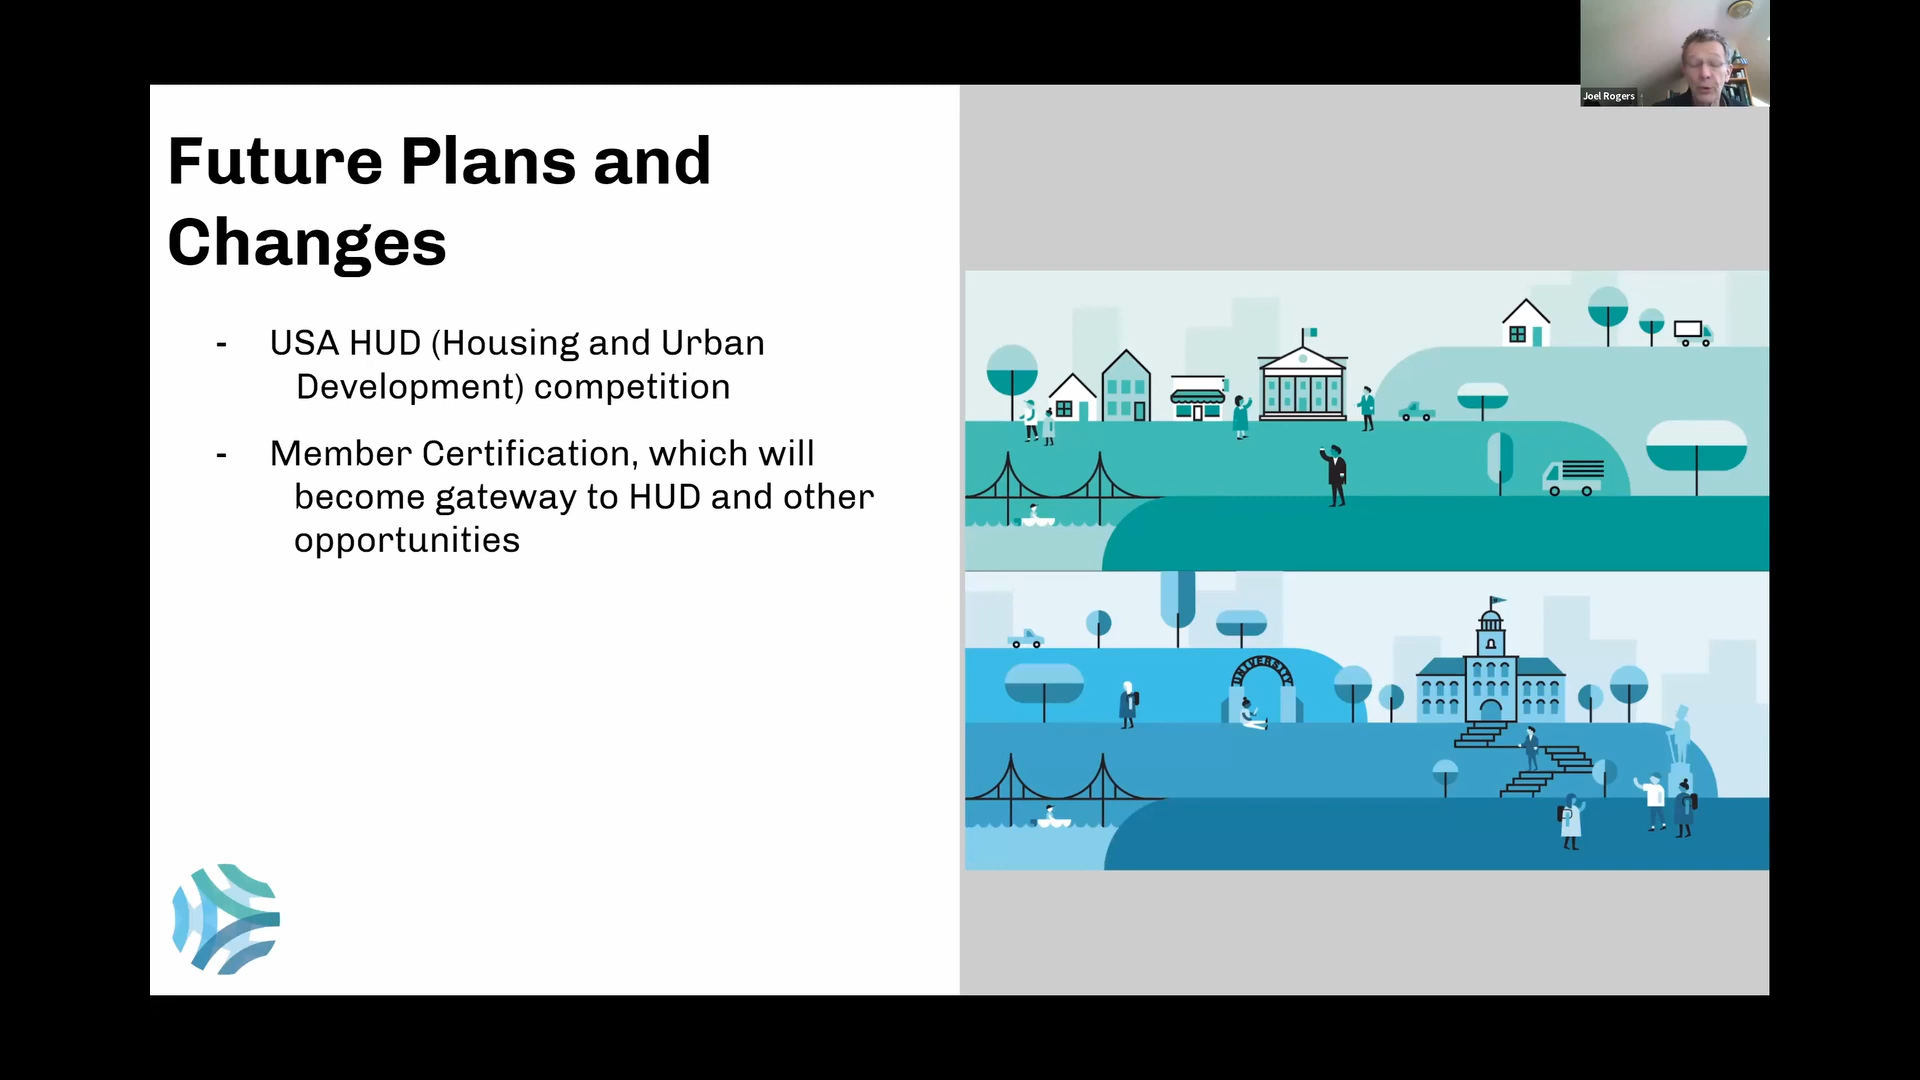 Joel Rogers
Future Plans and
Changes
- USA HUD (Housing and Urban
Development) competition
- Member Certification, which will
become gateway to HUD and other
opportunities
UNIVERSITY